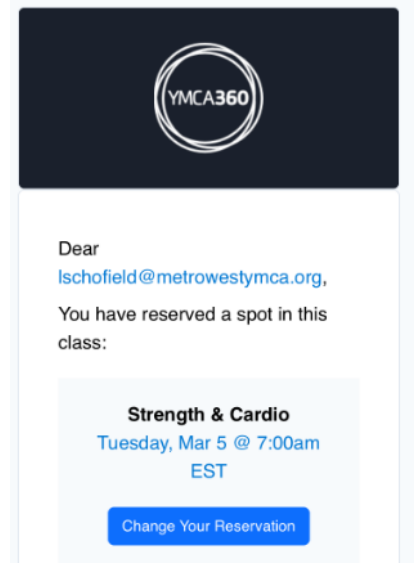 YMCA360
Dear
lschofield@metrowestymca.org,
You have reserved a spot in this
class:
Strength & Cardio
Tuesday, Mar 5 @ 7:00am
EST
Change Your Reservation